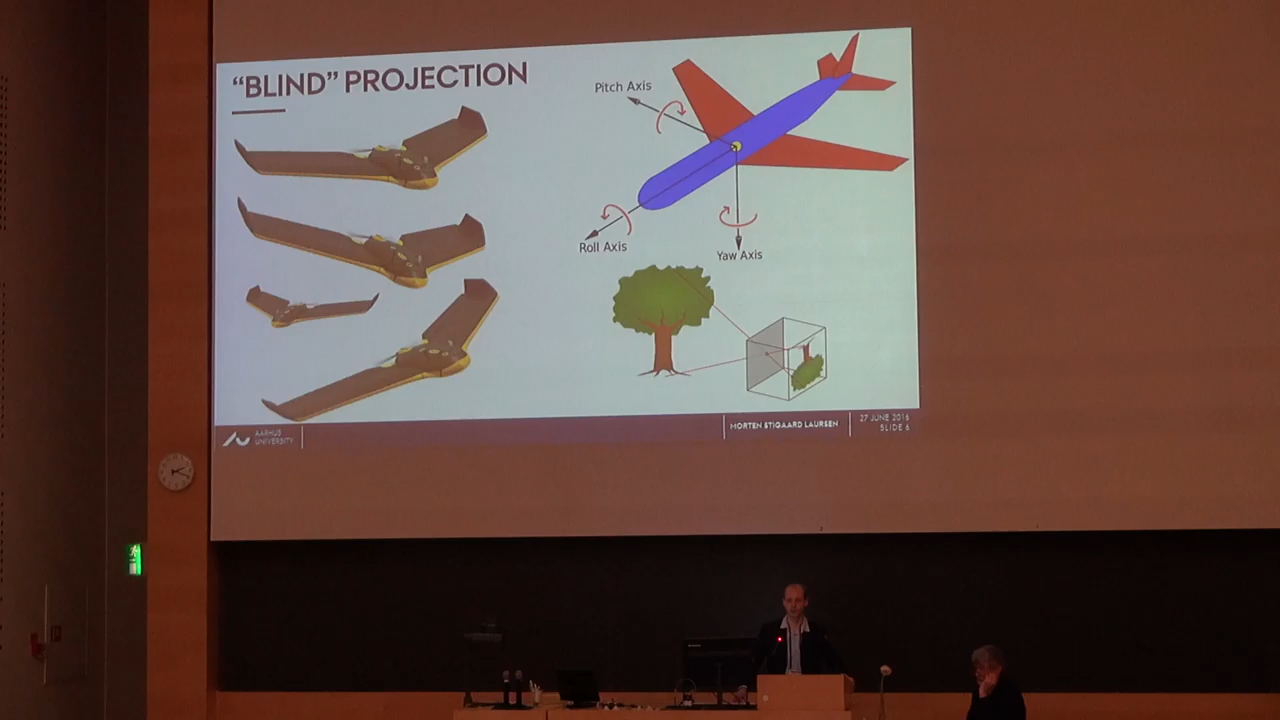 “BLIND” PROJECTION
Pitch Axis
Roll Axis
Yaw Axis
AARHUS
UNIVERSITY
MORTEN STIGAARD LAURSEN
27 JUNE 2016
SLIDE 6